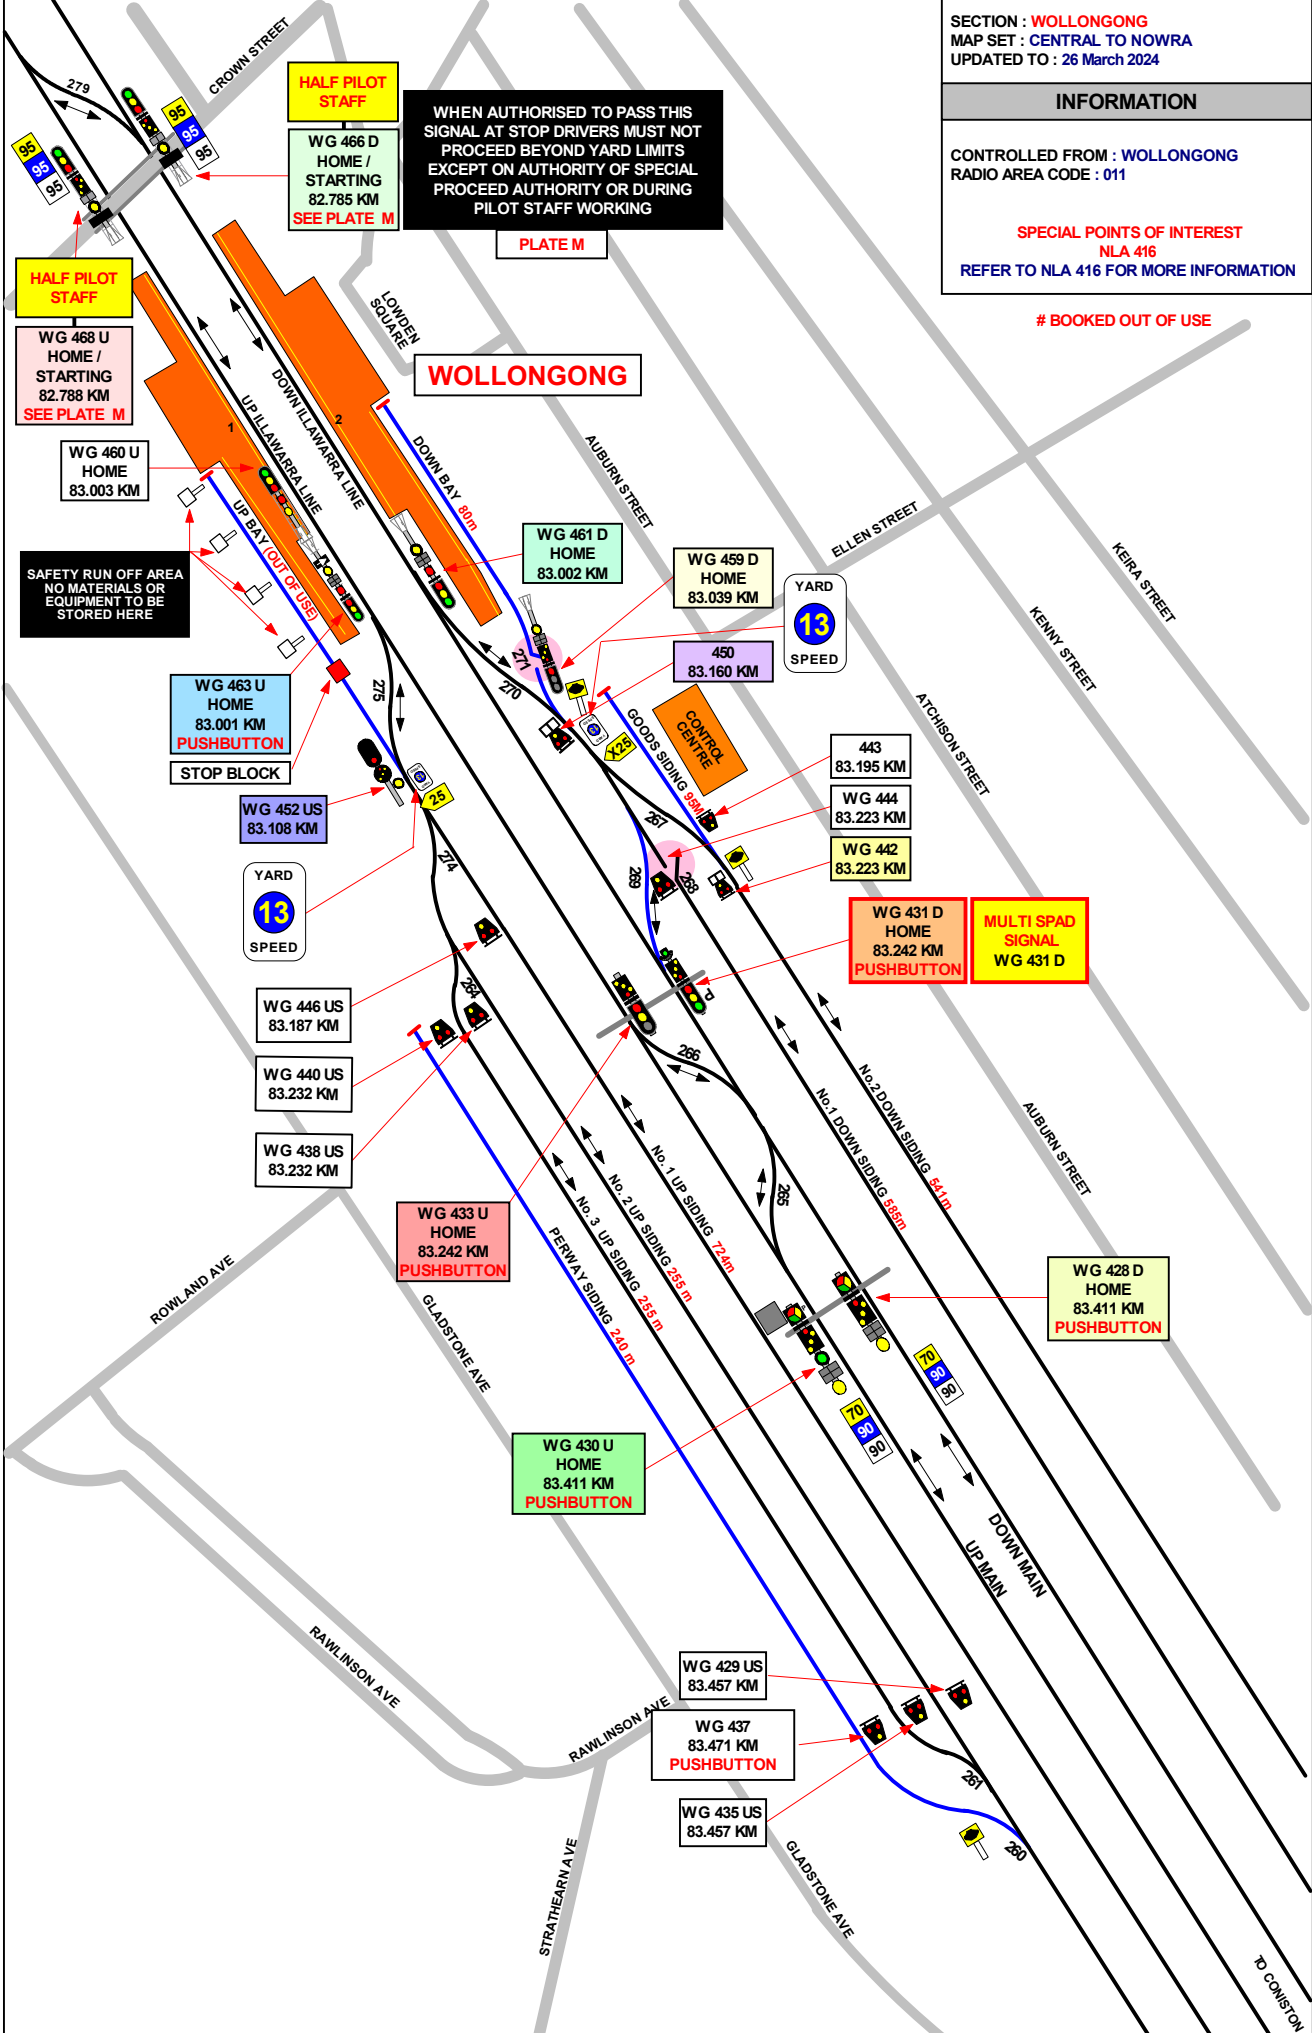 SECTION : WOLLONGONG
MAP SET : CENTRAL TO NOWRA
UPDATED TO : 26 March 2024
INFORMATION
CONTROLLED FROM : WOLLONGONG
RADIO AREA CODE : 011
SPECIAL POINTS OF INTEREST
NLA 416
REFER TO NLA 416 FOR MORE INFORMATION
# BOOKED OUT OF USE
CROWN STREET
279
95
95
95
95
95
95
HALF PILOT
STAFF
WG 466 D
HOME /
STARTING
82.785 KM
SEE PLATE M
WHEN AUTHORISED TO PASS THIS
SIGNAL AT STOP DRIVERS MUST NOT
PROCEED BEYOND YARD LIMITS
EXCEPT ON AUTHORITY OF SPECIAL
PROCEED AUTHORITY OR DURING
PILOT STAFF WORKING
PLATE M
HALF PILOT
STAFF
WG 468 U
HOME /
STARTING
82.788 KM
SEE PLATE M
LOWDEN
SQUARE
WOLLONGONG
1
2
UP ILLAWARRA LINE
DOWN ILLAWARRA LINE
DOWN BAY 80m
UP BAY (OUT OF USE)
WG 460 U
HOME
83.003 KM
SAFETY RUN OFF AREA
NO MATERIALS OR
EQUIPMENT TO BE
STORED HERE
AUBURN STREET
ELLEN STREET
KEIRA STREET
KENNY STREET
ATCHISON STREET
WG 461 D
HOME
83.002 KM
WG 459 D
HOME
83.039 KM
YARD
13
SPEED
450
83.160 KM
271
270
275
WG 463 U
HOME
83.001 KM
PUSHBUTTON
STOP BLOCK
WG 452 US
83.108 KM
25
X25
GOODS SIDING 95M
CONTROL
CENTRE
443
83.195 KM
WG 444
83.223 KM
WG 442
83.223 KM
267
268
269
274
YARD
13
SPEED
WG 431 D
HOME
83.242 KM
PUSHBUTTON
MULTI SPAD
SIGNAL
WG 431 D
WG 446 US
83.187 KM
264
WG 440 US
83.232 KM
WG 438 US
83.232 KM
266
265
No.2 DOWN SIDING 541m
No.1 DOWN SIDING 585m
No. 1 UP SIDING 724m
No. 2 UP SIDING 255 m
No. 3 UP SIDING 255 m
PERWAY SIDING 240 m
AUBURN STREET
WG 433 U
HOME
83.242 KM
PUSHBUTTON
ROWLAND AVE
GLADSTONE AVE
WG 428 D
HOME
83.411 KM
PUSHBUTTON
70
90
90
70
90
90
WG 430 U
HOME
83.411 KM
PUSHBUTTON
DOWN MAIN
UP MAIN
RAWLINSON AVE
RAWLINSON AVE
WG 429 US
83.457 KM
WG 437
83.471 KM
PUSHBUTTON
WG 435 US
83.457 KM
261
260
STRATHEARN AVE
GLADSTONE AVE
TO CONISTON